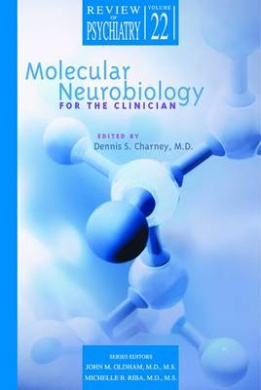 REVIEW
OF
PSYCHIATRY
VOLUME
22
Molecular
Neurobiology
FOR THE CLINICIAN
EDITED BY
Dennis S. Charney, M.D.
SERIES EDITORS
JOHN M. OLDHAM, M.D., M.S.
MICHELLE B. RIBA, M.D., M.S.